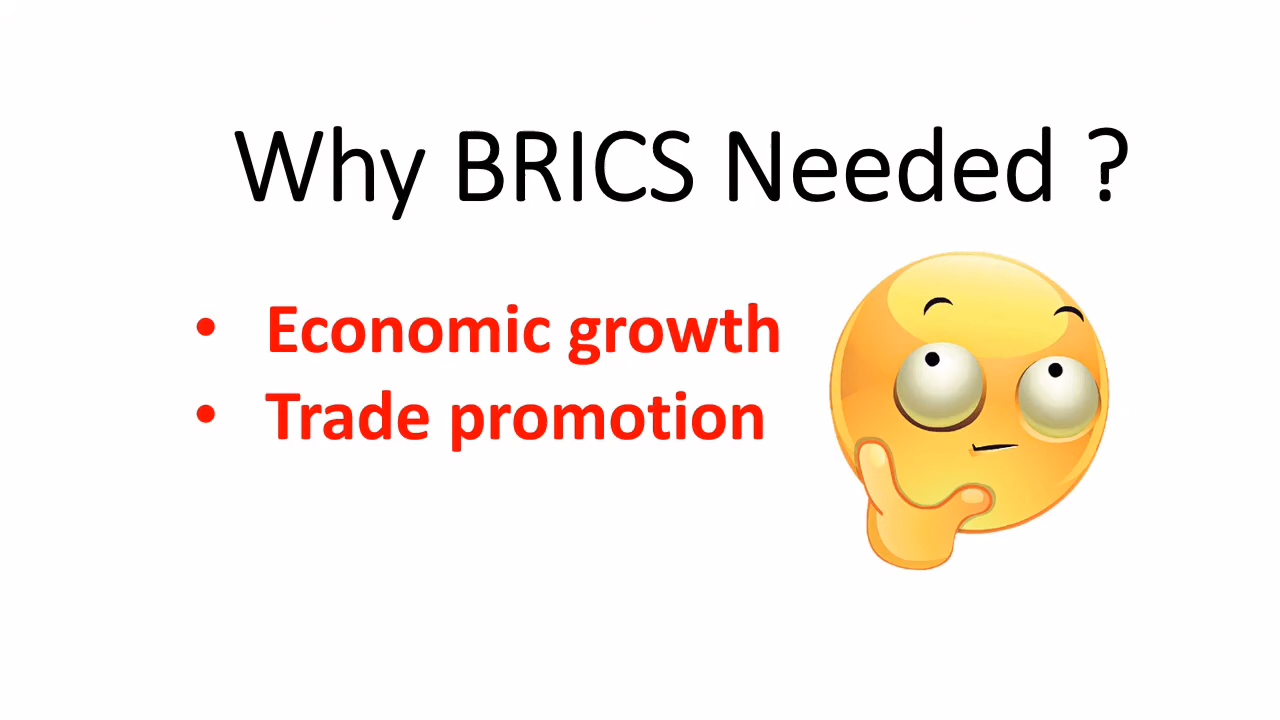 Why BRICS Needed ?
• Economic growth
• Trade promotion